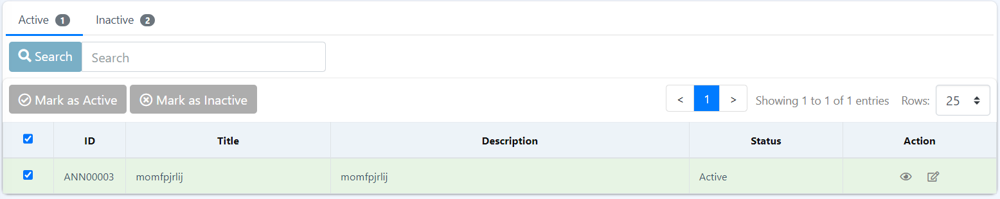 Active 1 Inactive 2
Search Search
Mark as Active Mark as Inactive < 1 > Showing 1 to 1 of 1 entries Rows: 25
ID Title Description Status Action
ANN00003 momfpjrlij momfpjrlij Active